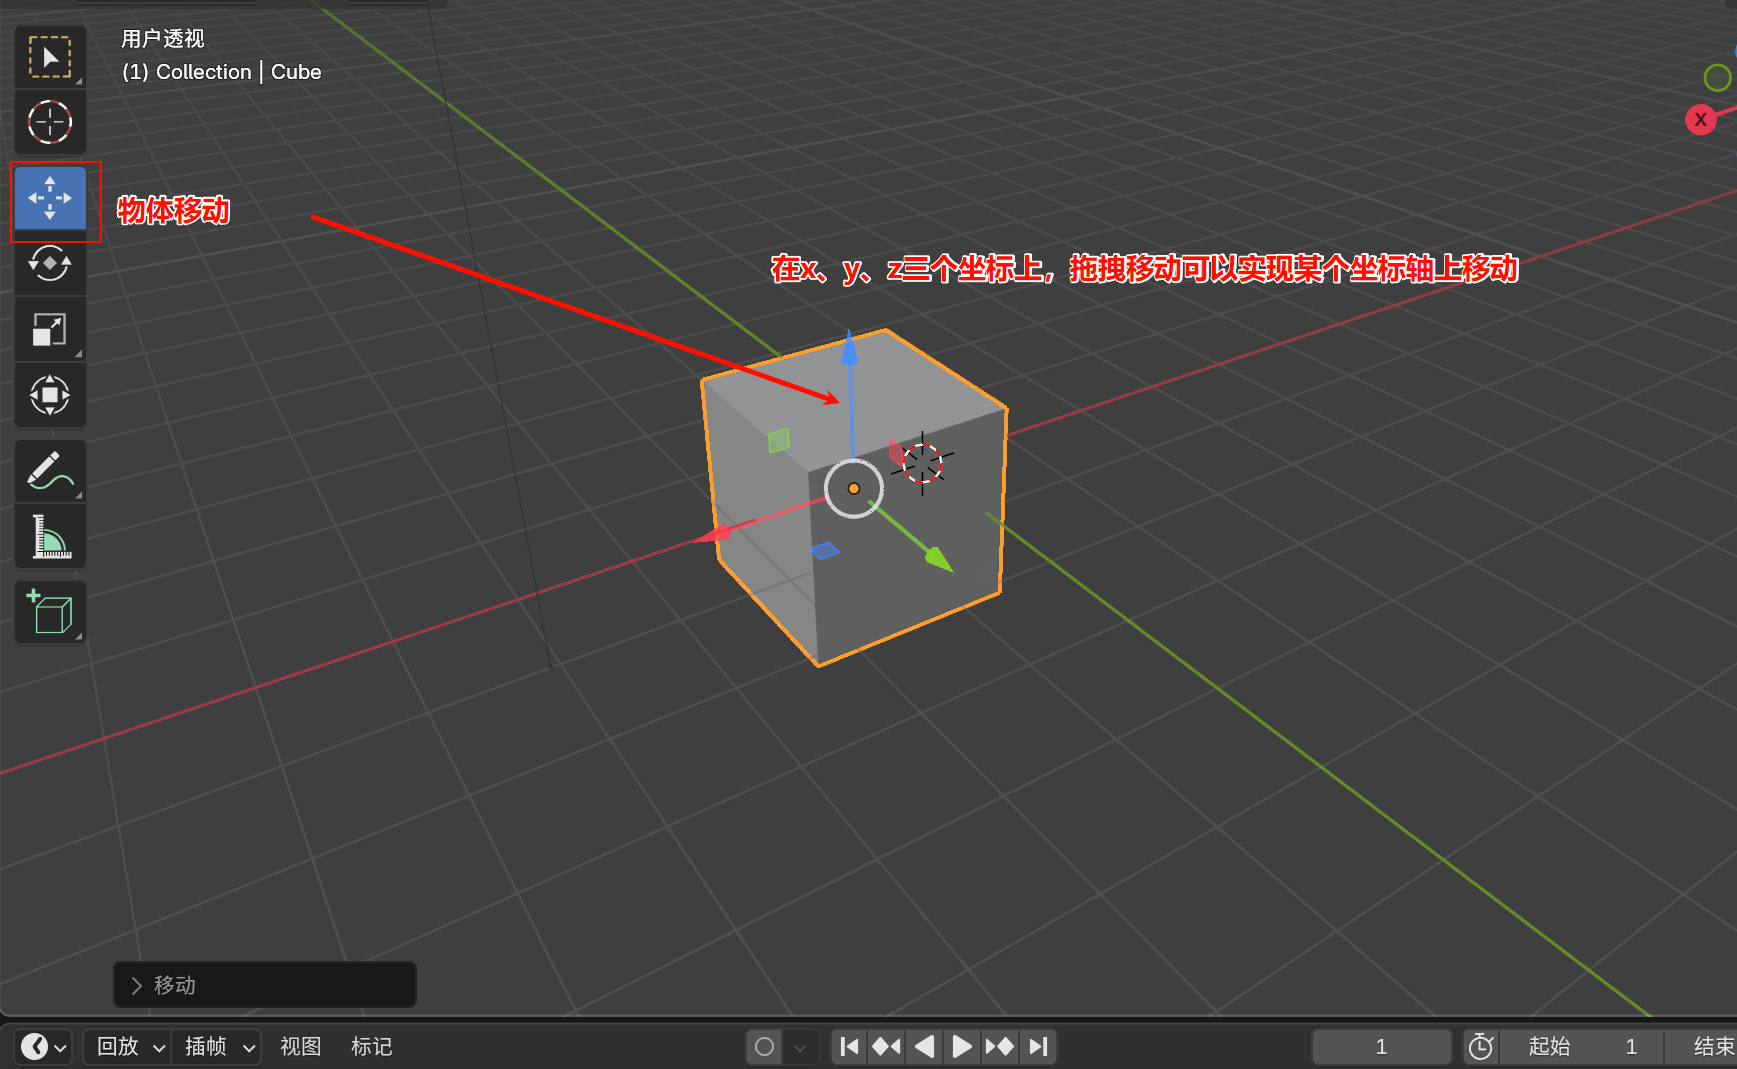 用户透视
(1) Collection | Cube
X
物体移动
在x、y、z三个坐标上，拖拽移动可以实现某个坐标轴上移动
移动
回放 插帧 视图 标记 1 起始 1 结束